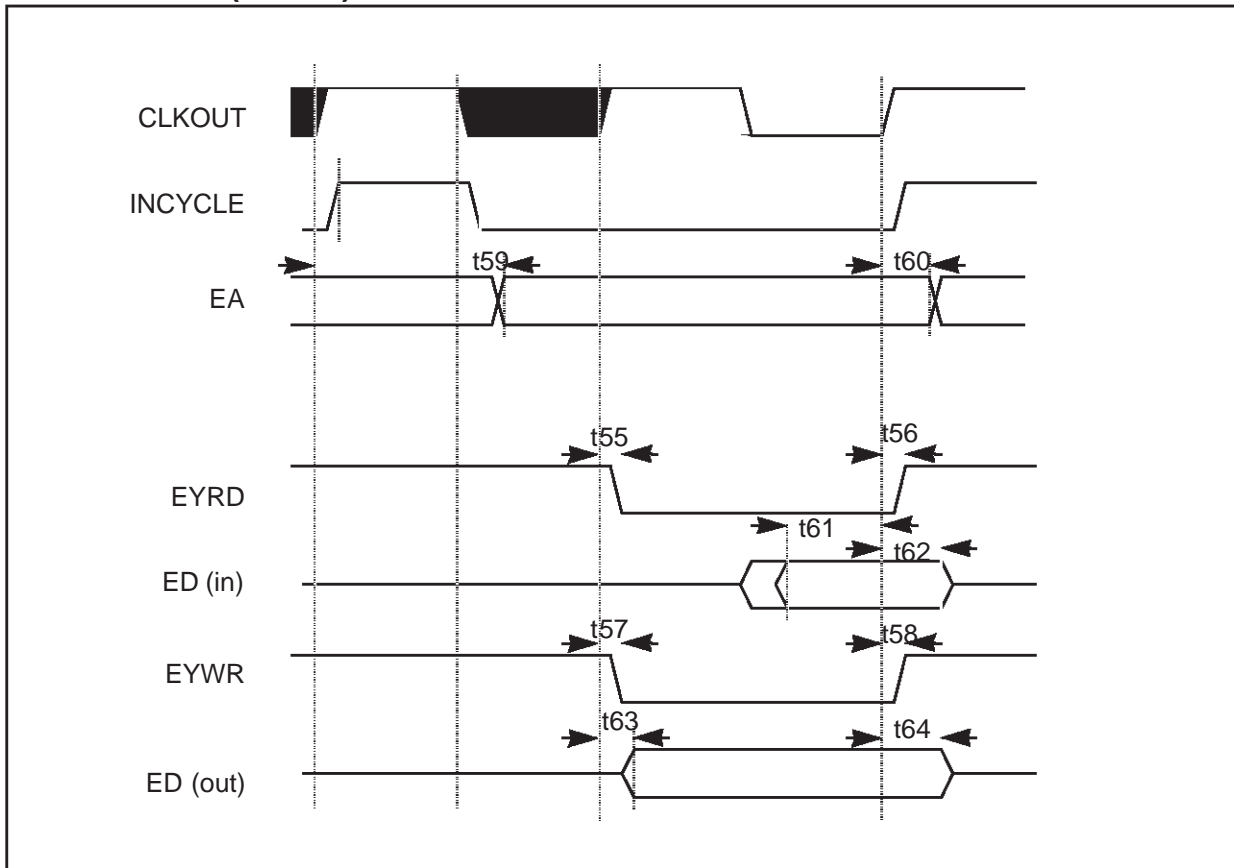 CLKOUT
INCYCLE
t59
t60
EA
t55
t56
EYRD
t61
t62
ED (in)
t57
t58
EYWR
t63
t64
ED (out)